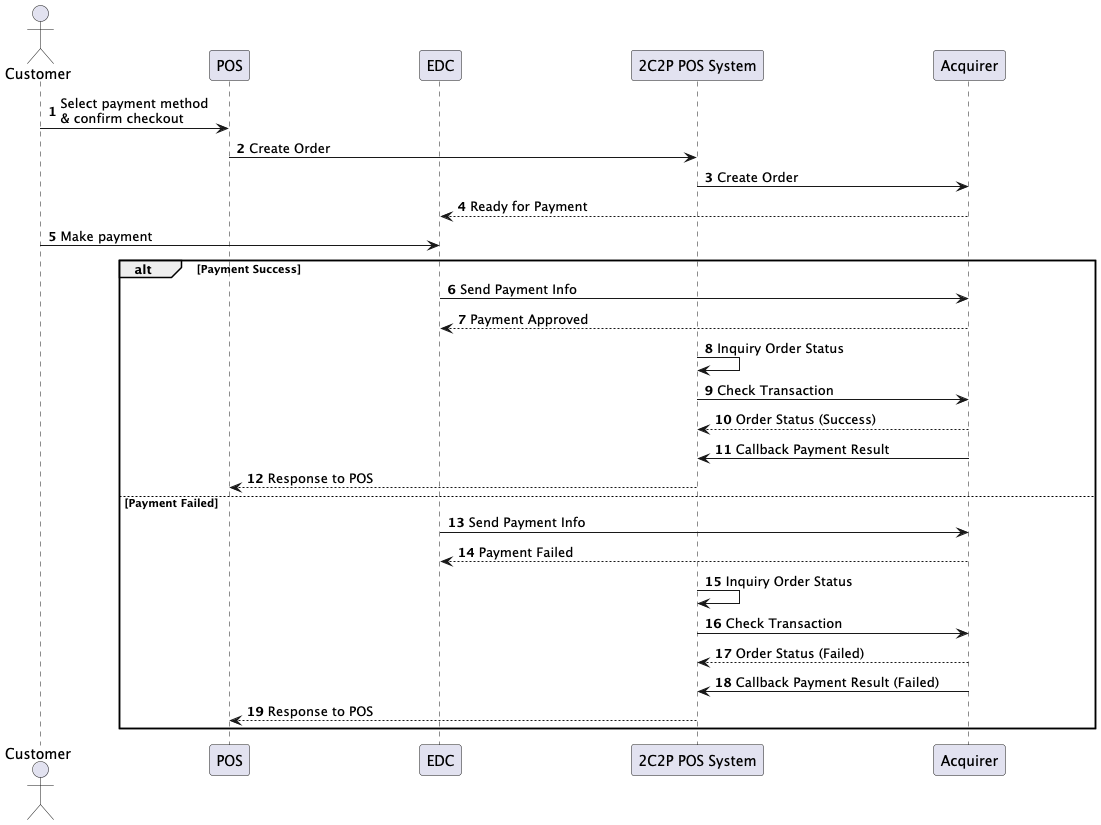 Customer
POS
EDC
2C2P POS System
Acquirer
1 Select payment method
& confirm checkout
2 Create Order
3 Create Order
4 Ready for Payment
5 Make payment
alt [Payment Success]
6 Send Payment Info
7 Payment Approved
8 Inquiry Order Status
9 Check Transaction
10 Order Status (Success)
11 Callback Payment Result
12 Response to POS
[Payment Failed]
13 Send Payment Info
14 Payment Failed
15 Inquiry Order Status
16 Check Transaction
17 Order Status (Failed)
18 Callback Payment Result (Failed)
19 Response to POS
Customer
POS
EDC
2C2P POS System
Acquirer